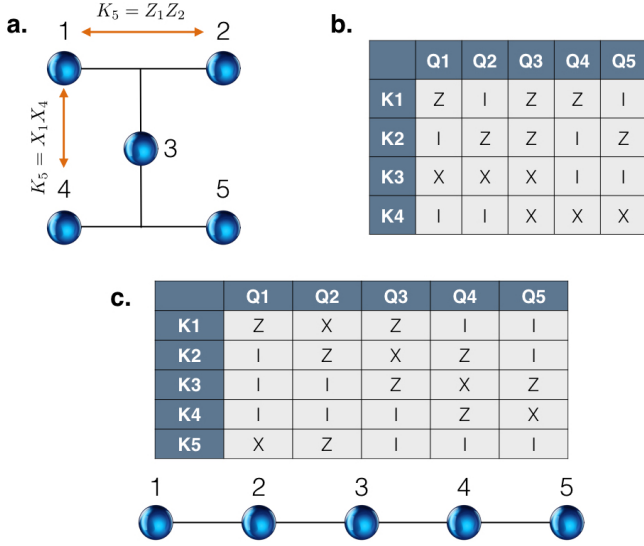 a.
K₅ = Z₁Z₂
1 2
K₅ = X₁X₄
3
4 5
b.
Q1 Q2 Q3 Q4 Q5
K1 Z I Z Z I
K2 I Z Z I Z
K3 X X X I I
K4 I I X X X
c.
Q1 Q2 Q3 Q4 Q5
K1 Z X Z I I
K2 I Z X Z I
K3 I I Z X Z
K4 I I I Z X
K5 X Z I I I
1 2 3 4 5